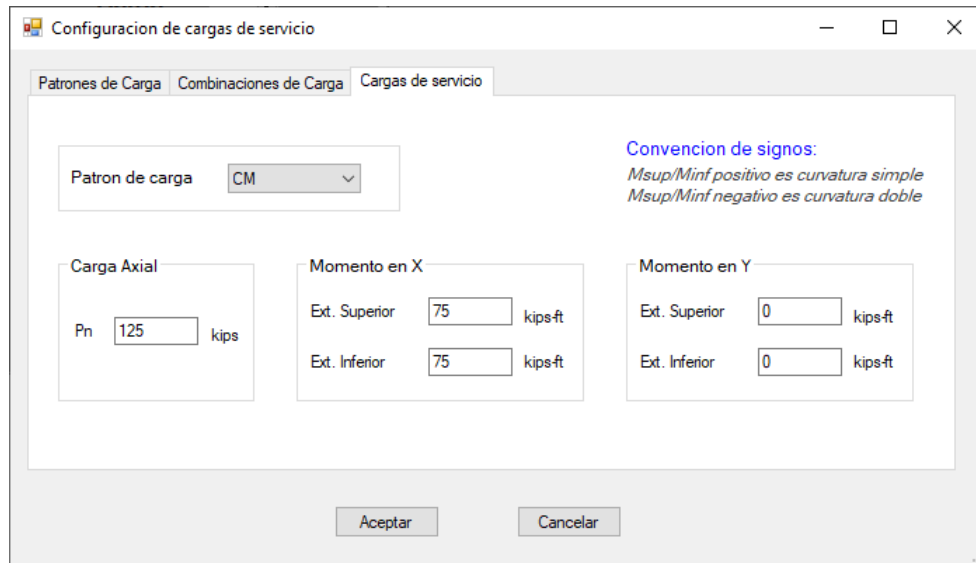 Configuracion de cargas de servicio
Patrones de Carga Combinaciones de Carga Cargas de servicio
Patron de carga CM
Convencion de signos:
Msup/Minf positivo es curvatura simple
Msup/Minf negativo es curvatura doble
Carga Axial
Pn 125 kips
Momento en X
Ext. Superior 75 kips-ft
Ext. Inferior 75 kips-ft
Momento en Y
Ext. Superior 0 kips-ft
Ext. Inferior 0 kips-ft
Aceptar Cancelar